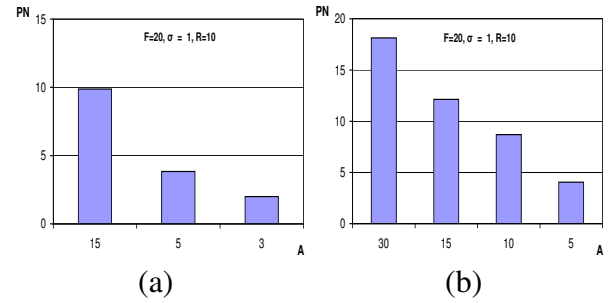 PN
15
F=20, σ = 1, R=10
10
5
0
15 5 3 A
(a)
PN
20
F=20, σ = 1, R=10
15
10
5
0
30 15 10 5 A
(b)